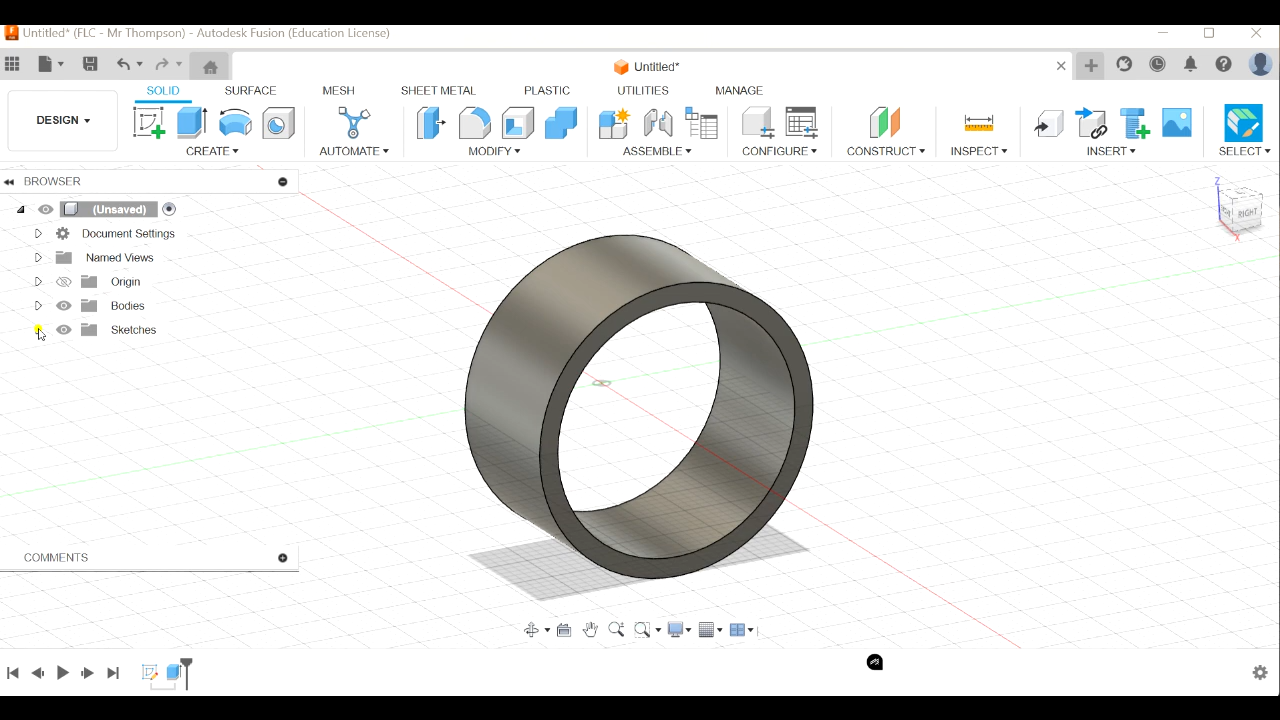 Untitled* (FLC - Mr Thompson) - Autodesk Fusion (Education License)
Untitled*
SOLID SURFACE MESH SHEET METAL PLASTIC UTILITIES MANAGE
DESIGN
CREATE AUTOMATE MODIFY ASSEMBLE CONFIGURE CONSTRUCT INSPECT INSERT SELECT
BROWSER
(Unsaved)
Document Settings
Named Views
Origin
Bodies
Sketches
Z
RIGHT
X
COMMENTS